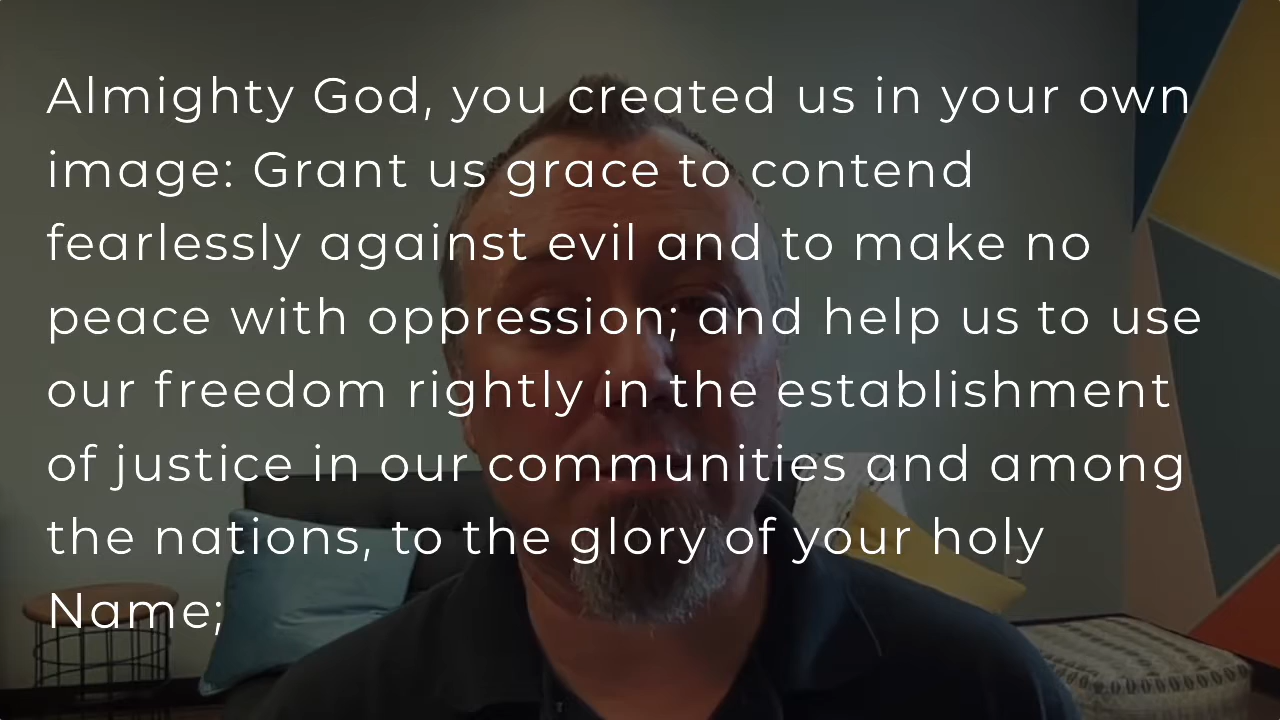 Almighty God, you created us in your own
image: Grant us grace to contend
fearlessly against evil and to make no
peace with oppression; and help us to use
our freedom rightly in the establishment
of justice in our communities and among
the nations, to the glory of your holy
Name;